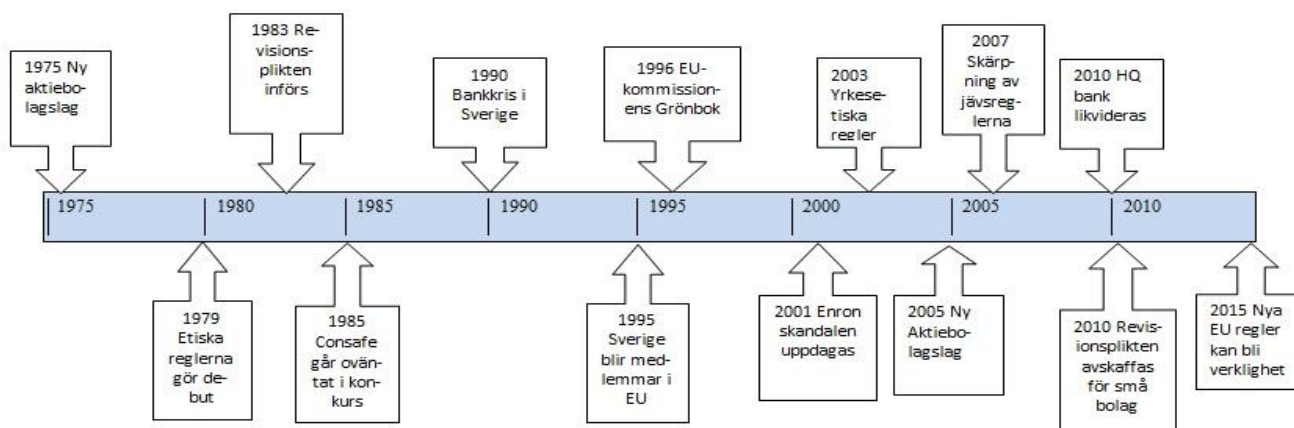 1975 Ny
aktiebo-
lagslag
1983 Re-
visions-
plikten
införs
1990
Bankkris i
Sverige
1996 EU-
kommission-
ens Grönbok
2003
Yrkese-
tiska
regler
2007
Skärp-
ning av
jävsreg-
lerna
2010 HQ
bank
likvideras
1975
1980
1985
1990
1995
2000
2005
2010
1979
Etiska
reglerna
gör de-
but
1985
Consafe
går ovän-
tat i kon-
kurs
1995
Sverige
blir med-
lemmar i
EU
2001 Enron
skandalen
uppdagas
2005 Ny
Aktiebo-
lagslag
2010 Revis-
ionsplikten
avskaffas
för små
bolag
2015 Nya
EU regler
kan bli
verklighet